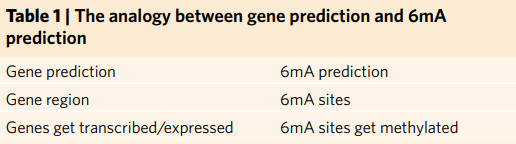 Table 1 | The analogy between gene prediction and 6mA
prediction
Gene prediction 6mA prediction
Gene region 6mA sites
Genes get transcribed/expressed 6mA sites get methylated